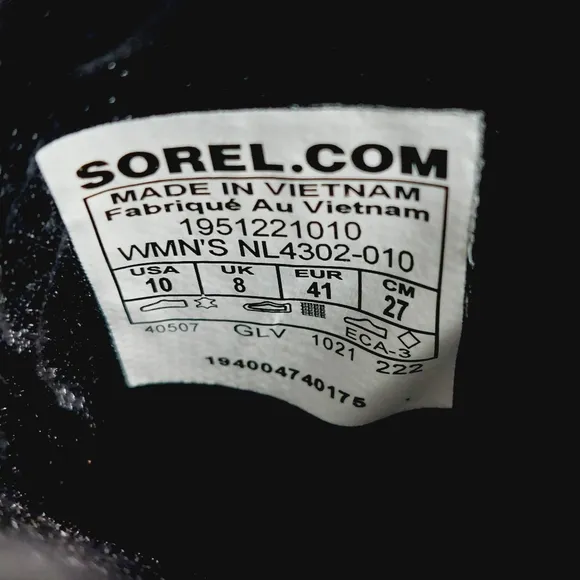 SOREL.COM
MADE IN VIETNAM
Fabriqué Au Vietnam
1951221010
WMN'S NL4302-010
USA UK EUR CM
10 8 41 27
40507 GLV 1021 ECA-3 222
194004740175